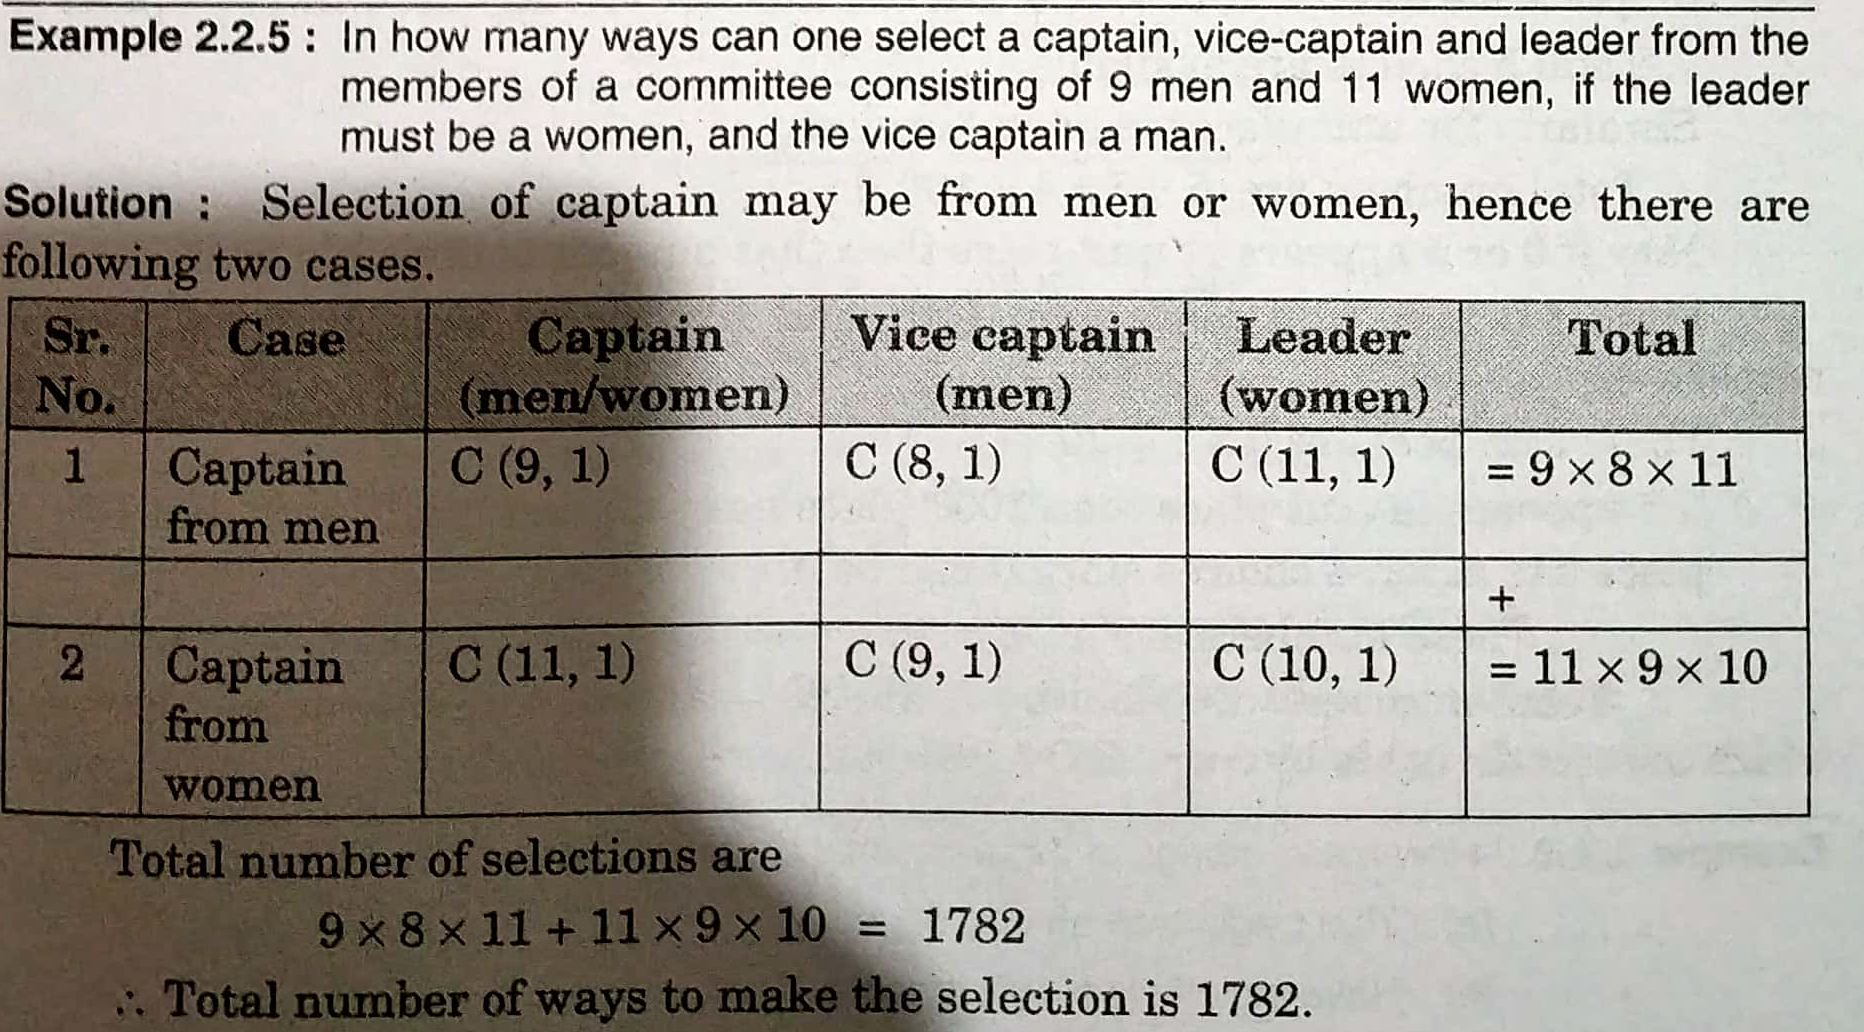 Example 2.2.5 : In how many ways can one select a captain, vice-captain and leader from the
members of a committee consisting of 9 men and 11 women, if the leader
must be a women, and the vice captain a man.
Solution : Selection of captain may be from men or women, hence there are
following two cases.
Sr. No. Case Captain (men/women) Vice captain (men) Leader (women) Total
1 Captain from men C (9, 1) C (8, 1) C (11, 1) = 9 × 8 × 11
+
2 Captain from women C (11, 1) C (9, 1) C (10, 1) = 11 × 9 × 10
Total number of selections are
9 × 8 × 11 + 11 × 9 × 10 = 1782
∴ Total number of ways to make the selection is 1782.